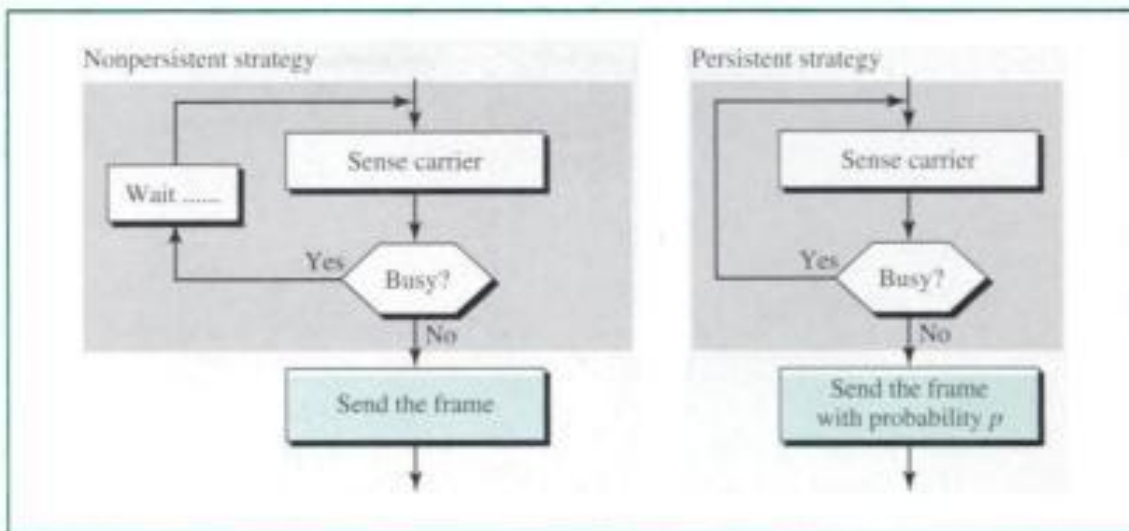 Nonpersistent strategy
Sense carrier
Wait ......
Yes
Busy?
No
Send the frame
Persistent strategy
Sense carrier
Yes
Busy?
No
Send the frame
with probability p